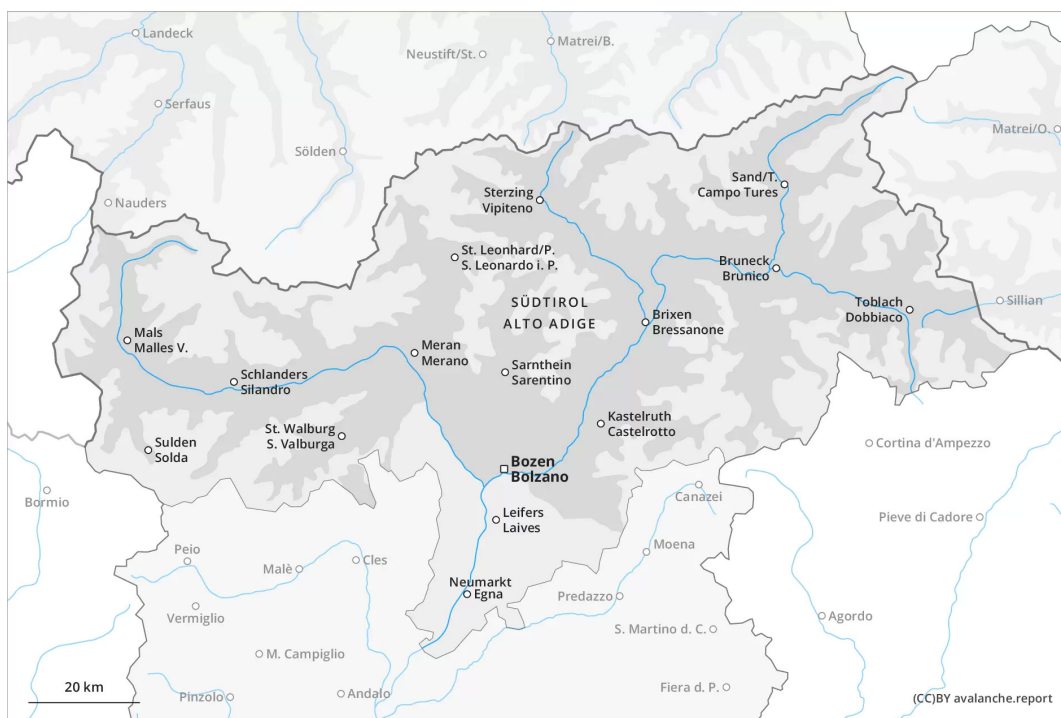 Landeck
Neustift/St.
Matrei/B.
Serfaus
Matrei/O.
Sölden
Sand/T.
Campo Tures
Sterzing
Vipiteno
Nauders
St. Leonhard/P.
S. Leonardo i. P.
Bruneck
Brunico
SÜDTIROL
ALTO ADIGE
Toblach
Dobbiaco
Sillian
Brixen
Bressanone
Mals
Malles V.
Meran
Merano
Sarnthein
Sarentino
Schlanders
Silandro
St. Walburg
S. Valburga
Kastelruth
Castelrotto
Sulden
Solda
Cortina d'Ampezzo
Bozen
Bolzano
Bormio
Canazei
Leifers
Laives
Pieve di Cadore
Peio
Malè
Cles
Moena
Neumarkt
Egna
Predazzo
Vermiglio
Agordo
S. Martino d. C.
M. Campiglio
20 km
Pinzolo
Andalo
Fiera d. P.
(CC)BY avalanche.report